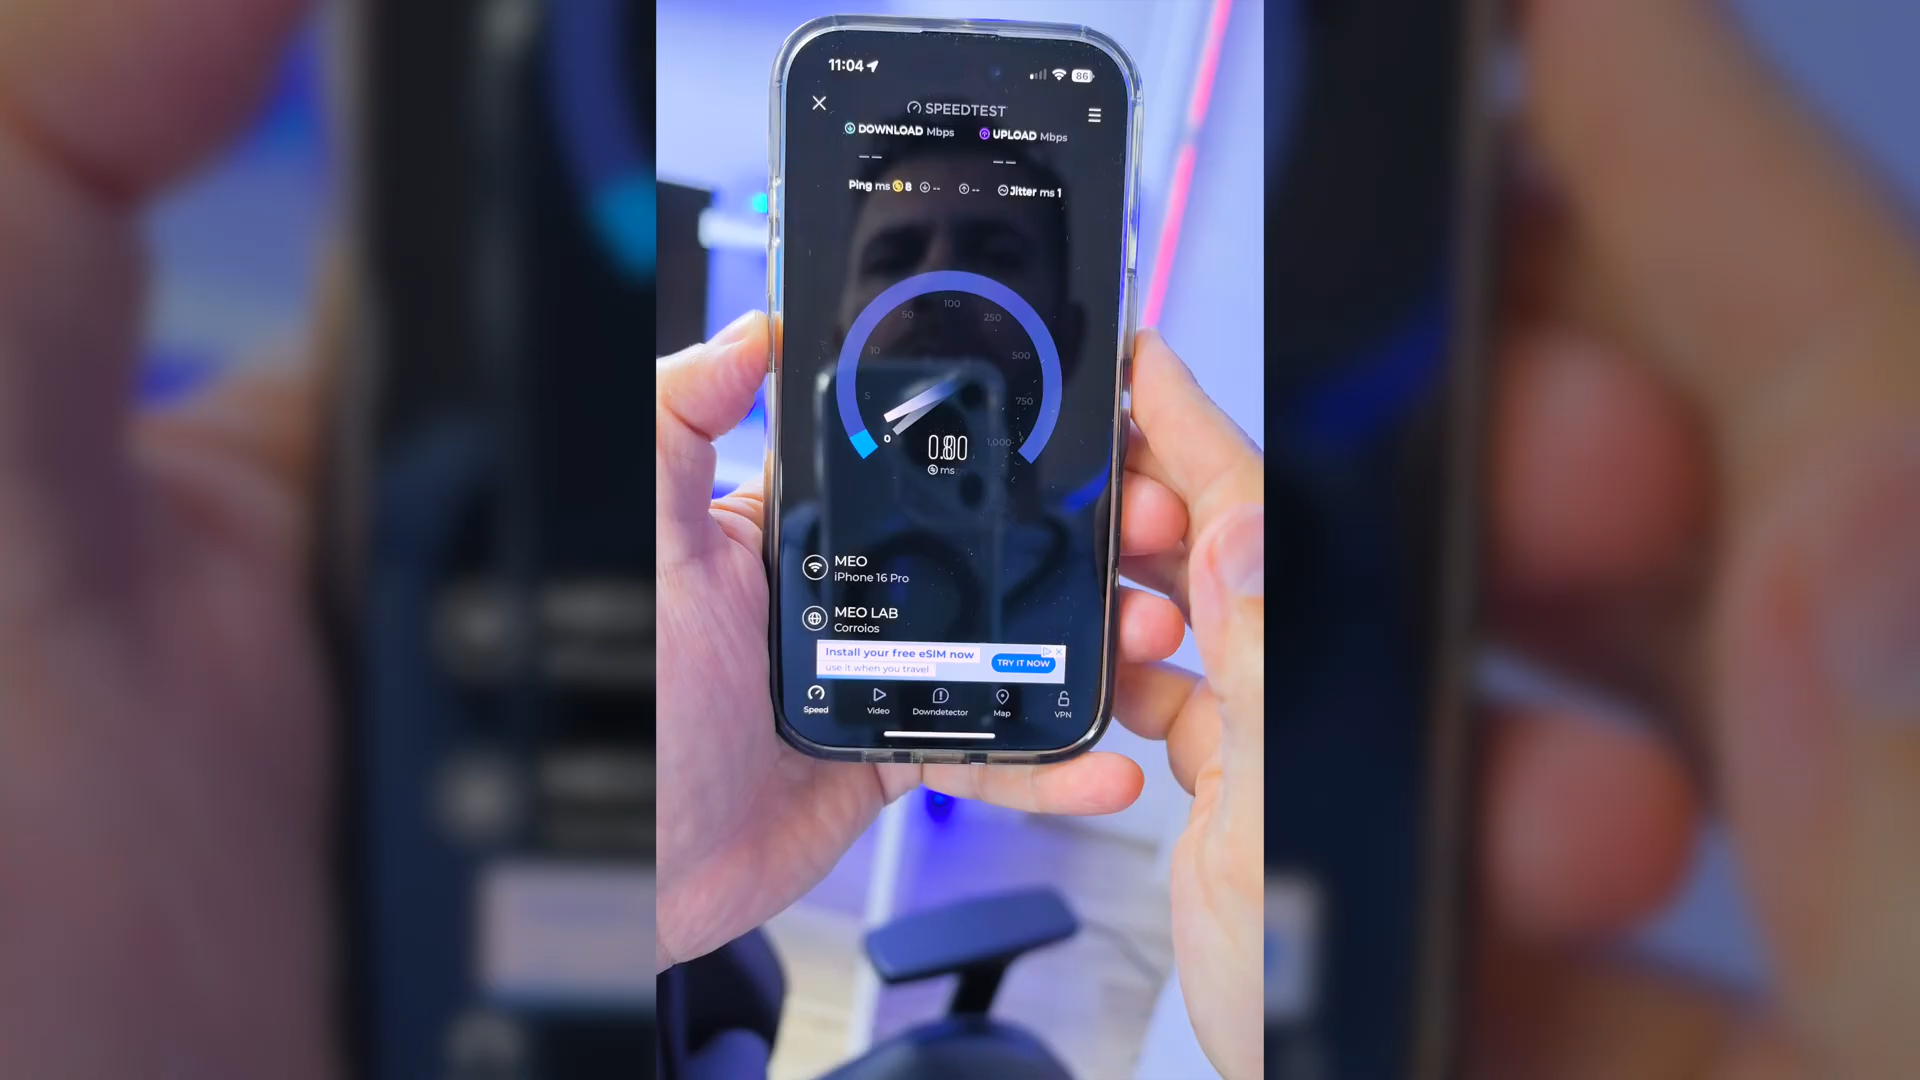 11:04
86
SPEEDTEST
DOWNLOAD Mbps
UPLOAD Mbps
-- --
Ping ms 8 -- -- Jitter ms 1
0
5
10
50
100
250
500
750
1,000
ms
MEO
iPhone 16 Pro
MEO LAB
Corroios
Install your free eSIM now
use it when you travel
TRY IT NOW
Speed
Video
Downdetector
Map
VPN